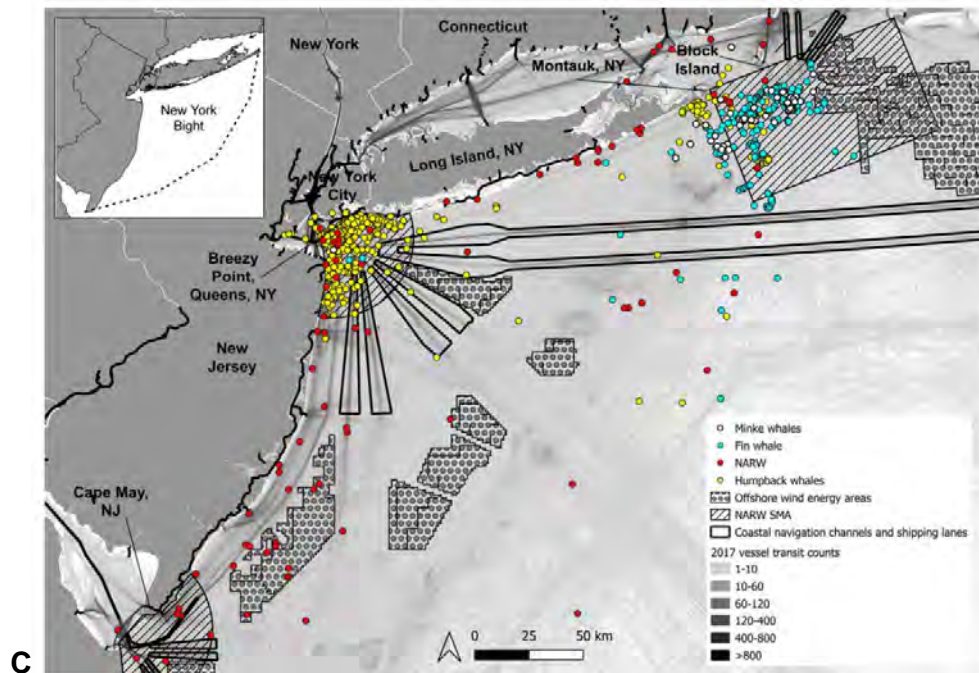 Connecticut
New York
Montauk, NY
Block
Island
New York
Bight
Long Island, NY
New York
City
Breezy
Point,
Queens, NY
New
Jersey
Cape May,
NJ
Minke whales
Fin whale
NARW
Humpback whales
Offshore wind energy areas
NARW SMA
Coastal navigation channels and shipping lanes
2017 vessel transit counts
1-10
10-60
60-120
120-400
400-800
>800
0 25 50 km
C